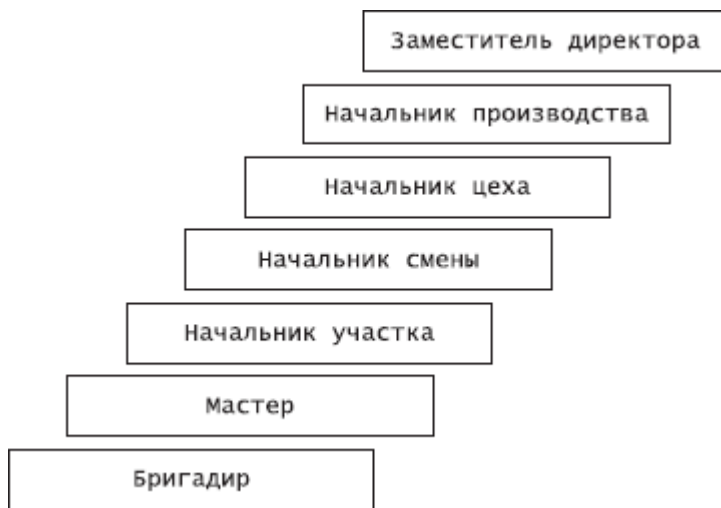 Заместитель директора
Начальник производства
Начальник цеха
Начальник смены
Начальник участка
Мастер
Бригадир